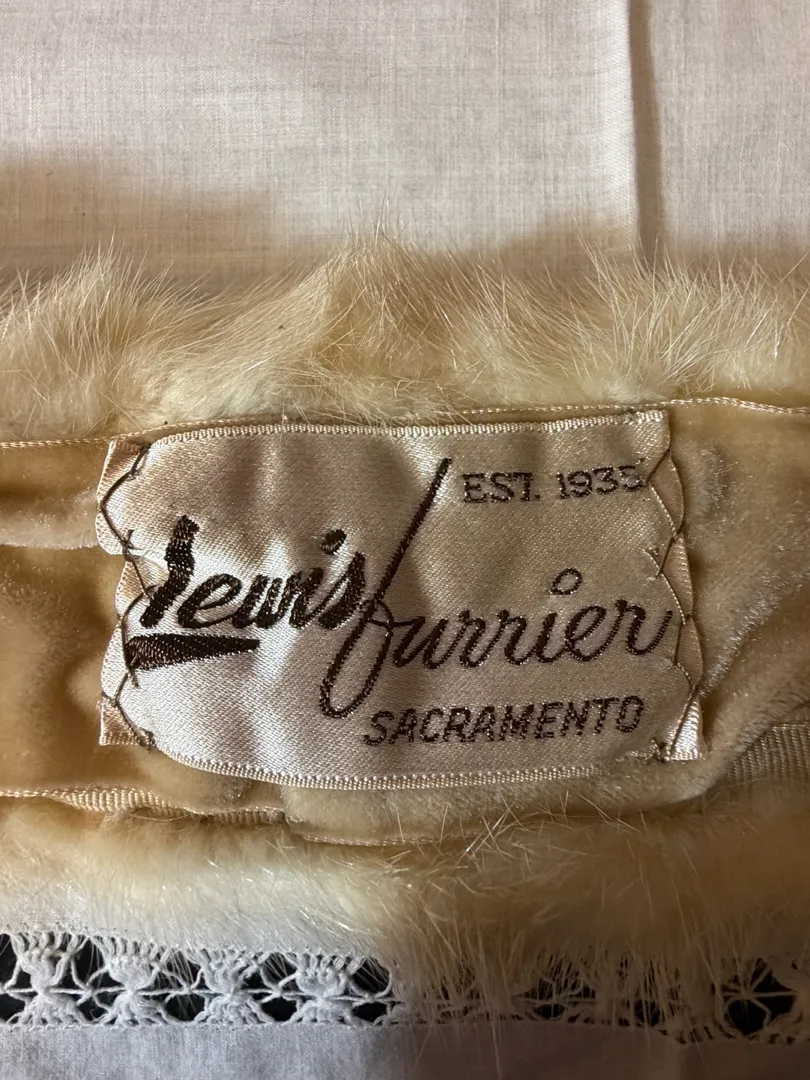 EST. 1935
Lewis furrier
SACRAMENTO